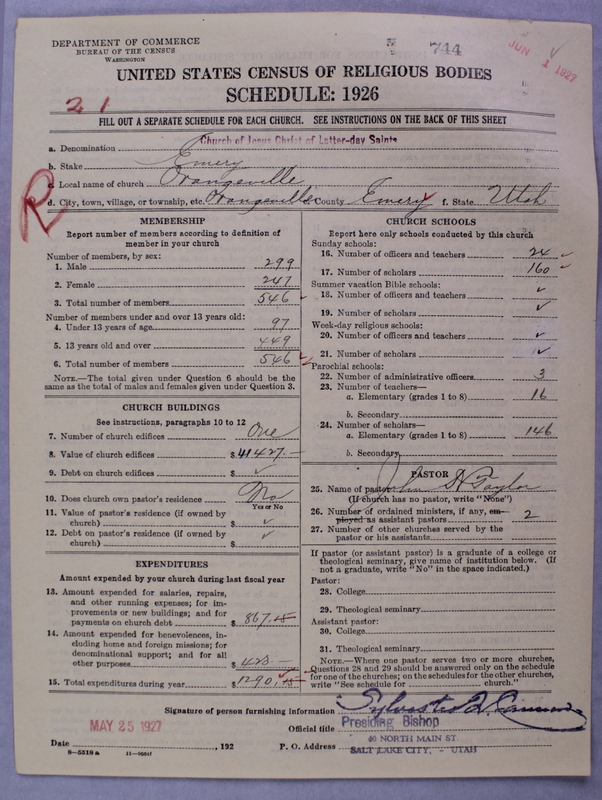 DEPARTMENT OF COMMERCE
BUREAU OF THE CENSUS
WASHINGTON
744
JUN 1 1927
UNITED STATES CENSUS OF RELIGIOUS BODIES
SCHEDULE: 1926
21
FILL OUT A SEPARATE SCHEDULE FOR EACH CHURCH. SEE INSTRUCTIONS ON THE BACK OF THIS SHEET
a. Denomination Church of Jesus Christ of Latter-day Saints
b. Stake Emery
c. Local name of church Orangeville
d. City, town, village, or township, etc. Orangeville County Emery f. State Utah
R
MEMBERSHIP
Report number of members according to definition of
member in your church
Number of members, by sex:
1. Male 299
2. Female 247
3. Total number of members 546
Number of members under and over 13 years old:
4. Under 13 years of age 97
5. 13 years old and over 449
6. Total number of members 546
NOTE.—The total given under Question 6 should be the
same as the total of males and females given under Question 3.
CHURCH BUILDINGS
See instructions, paragraphs 10 to 12
7. Number of church edifices One
8. Value of church edifices $41427.—
9. Debt on church edifices $ ✓
10. Does church own pastor's residence No
Yes or No
11. Value of pastor's residence (if owned by
church) $ ✓
12. Debt on pastor's residence (if owned by
church) $ ✓
EXPENDITURES
Amount expended by your church during last fiscal year
13. Amount expended for salaries, repairs,
and other running expenses; for im-
provements or new buildings; and for
payments on church debt $ 867.
14. Amount expended for benevolences, in-
cluding home and foreign missions; for
denominational support; and for all
other purposes $ 423 —
15. Total expenditures during year $1290.
CHURCH SCHOOLS
Report here only schools conducted by this church
Sunday schools:
16. Number of officers and teachers 24 ✓
17. Number of scholars 160 ✓
Summer vacation Bible schools:
18. Number of officers and teachers ✓
19. Number of scholars ✓
Week-day religious schools:
20. Number of officers and teachers ✓
21. Number of scholars ✓
Parochial schools:
22. Number of administrative officers 3
23. Number of teachers—
a. Elementary (grades 1 to 8) 16
b. Secondary
24. Number of scholars—
a. Elementary (grades 1 to 8) 146
b. Secondary
PASTOR
25. Name of pastor John H Taylor
(If church has no pastor, write "None")
26. Number of ordained ministers, if any, em-
ployed as assistant pastors 2
27. Number of other churches served by the
pastor or his assistants
If pastor (or assistant pastor) is a graduate of a college or
theological seminary, give name of institution below. (If
not a graduate, write "No" in the space indicated.)
Pastor:
28. College
29. Theological seminary
Assistant pastor:
30. College
31. Theological seminary
NOTE.—Where one pastor serves two or more churches,
Questions 28 and 29 should be answered only on the schedule
for one of the churches; on the schedules for the other churches,
write "See schedule for church."
Signature of person furnishing information Sylvester Q. Cannon
Official title Presiding Bishop
MAY 25 1927
Date , 192 P. O. Address 40 NORTH MAIN ST.
SALT LAKE CITY, - UTAH
8—5518a